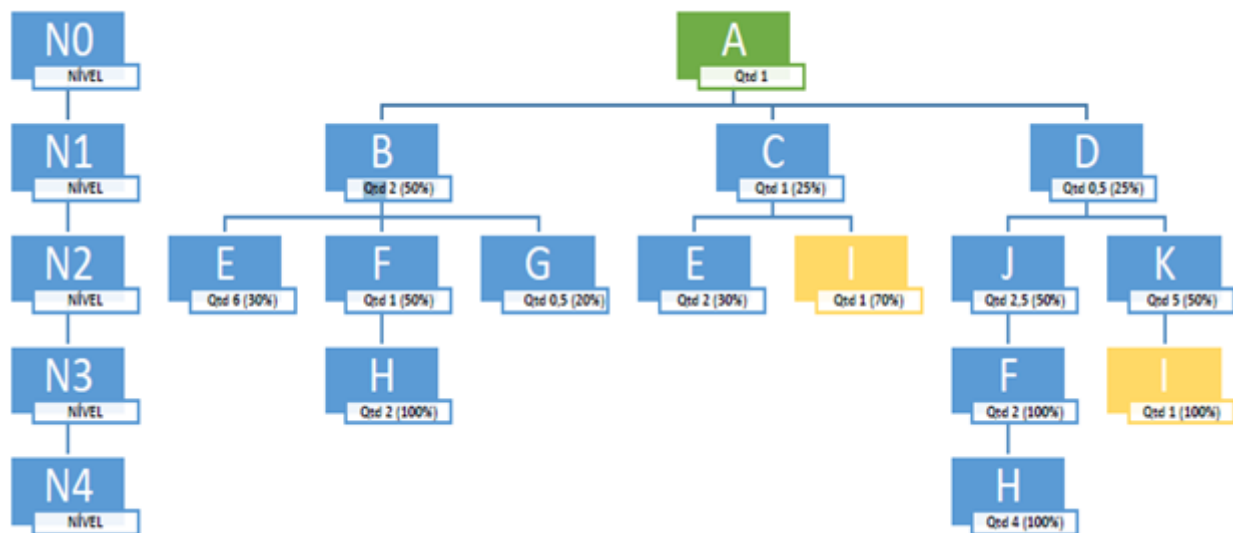 N0
NÍVEL
A
Qtd 1
N1
NÍVEL
B
Qtd 2 (50%)
C
Qtd 1 (25%)
D
Qtd 0,5 (25%)
N2
NÍVEL
E
Qtd 6 (30%)
F
Qtd 1 (50%)
G
Qtd 0,5 (20%)
E
Qtd 2 (30%)
I
Qtd 1 (70%)
J
Qtd 2,5 (50%)
K
Qtd 5 (50%)
N3
NÍVEL
H
Qtd 2 (100%)
F
Qtd 2 (100%)
I
Qtd 1 (100%)
N4
NÍVEL
H
Qtd 4 (100%)